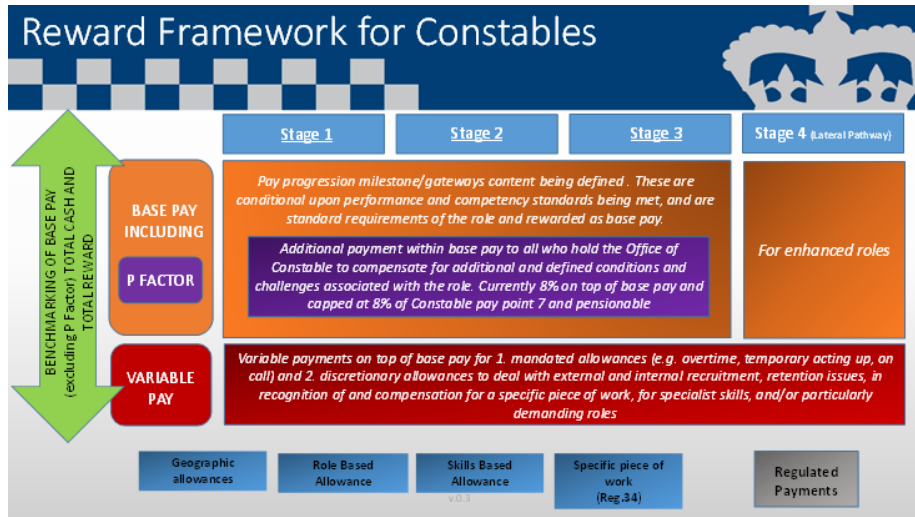 Reward Framework for Constables
Stage 1
Stage 2
Stage 3
Stage 4 (Lateral Pathway)
BENCHMARKING OF BASE PAY
(excluding P Factor) TOTAL CASH AND
TOTAL REWARD
BASE PAY
INCLUDING
P FACTOR
Pay progression milestone/gateways content being defined . These are
conditional upon performance and competency standards being met, and are
standard requirements of the role and rewarded as base pay.
Additional payment within base pay to all who hold the Office of
Constable to compensate for additional and defined conditions and
challenges associated with the role. Currently 8% on top of base pay and
capped at 8% of Constable pay point 7 and pensionable
For enhanced roles
VARIABLE
PAY
Variable payments on top of base pay for 1. mandated allowances (e.g. overtime, temporary acting up, on
call) and 2. discretionary allowances to deal with external and internal recruitment, retention issues, in
recognition of and compensation for a specific piece of work, for specialist skills, and/or particularly
demanding roles
Geographic
allowances
Role Based
Allowance
Skills Based
Allowance
Specific piece of
work
(Reg.34)
Regulated
Payments
v.0.3